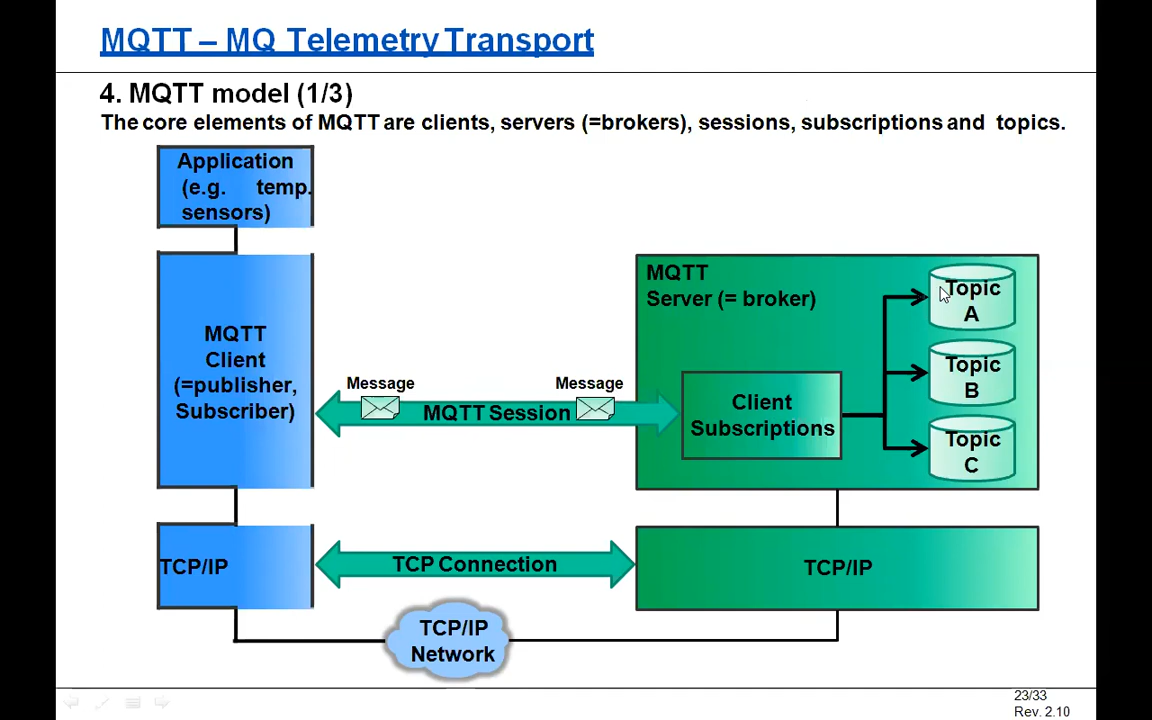 MQTT – MQ Telemetry Transport
4. MQTT model (1/3)
The core elements of MQTT are clients, servers (=brokers), sessions, subscriptions and topics.
Application
(e.g. temp.
sensors)
MQTT
Client
(=publisher,
Subscriber)
Message
Message
MQTT Session
MQTT
Server (= broker)
Client
Subscriptions
Topic
A
Topic
B
Topic
C
TCP/IP
TCP Connection
TCP/IP
TCP/IP
Network
23/33
Rev. 2.10